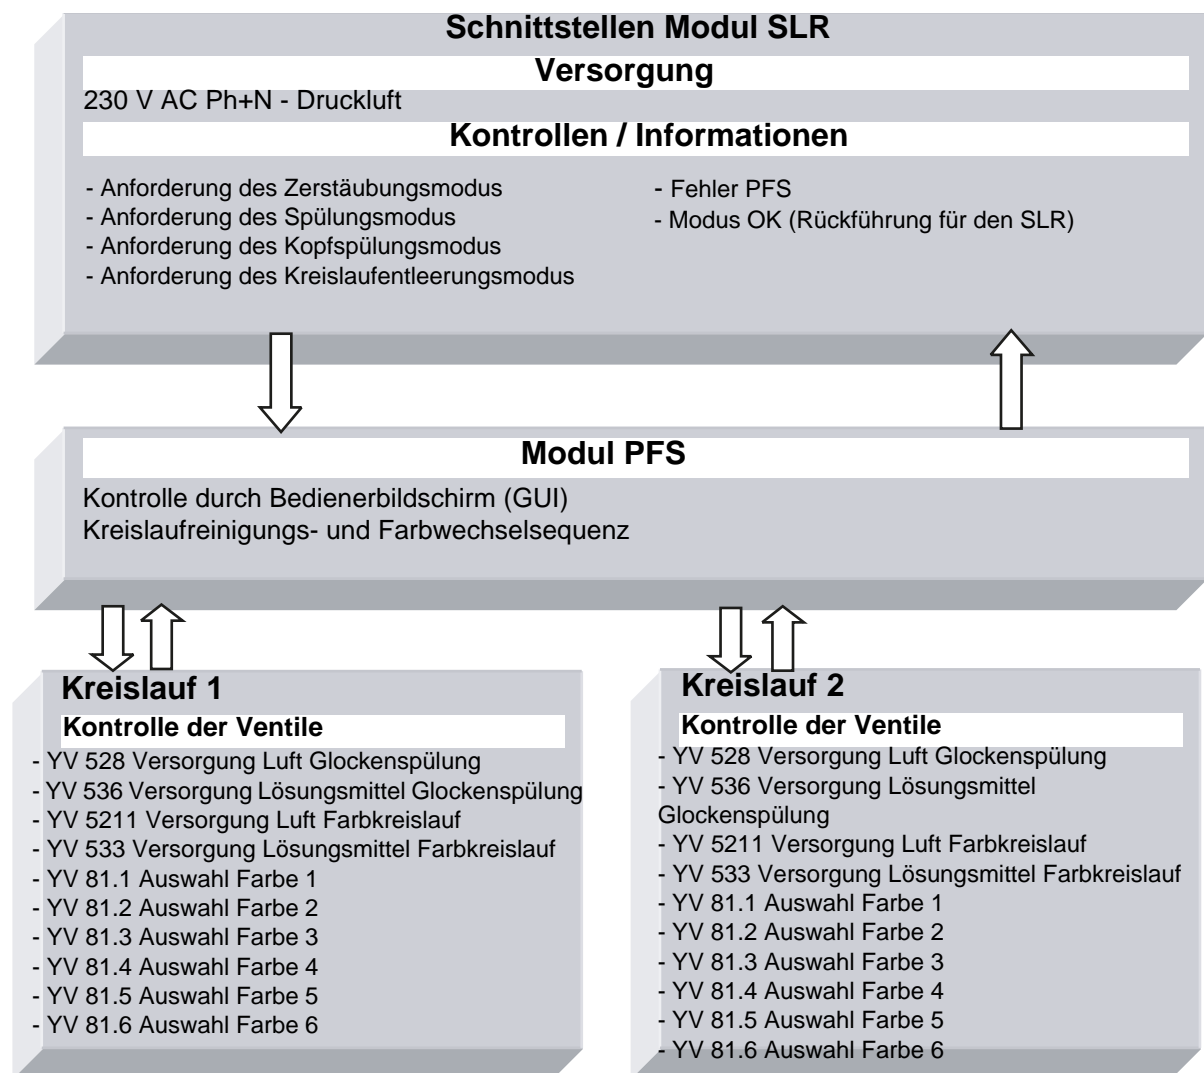 Schnittstellen Modul SLR
Versorgung
230 V AC Ph+N - Druckluft
Kontrollen / Informationen
- Anforderung des Zerstäubungsmodus
- Anforderung des Spülungsmodus
- Anforderung des Kopfspülungsmodus
- Anforderung des Kreislaufentleerungsmodus
- Fehler PFS
- Modus OK (Rückführung für den SLR)
Modul PFS
Kontrolle durch Bedienerbildschirm (GUI)
Kreislaufreinigungs- und Farbwechselsequenz
Kreislauf 1
Kontrolle der Ventile
- YV 528 Versorgung Luft Glockenspülung
- YV 536 Versorgung Lösungsmittel Glockenspülung
- YV 5211 Versorgung Luft Farbkreislauf
- YV 533 Versorgung Lösungsmittel Farbkreislauf
- YV 81.1 Auswahl Farbe 1
- YV 81.2 Auswahl Farbe 2
- YV 81.3 Auswahl Farbe 3
- YV 81.4 Auswahl Farbe 4
- YV 81.5 Auswahl Farbe 5
- YV 81.6 Auswahl Farbe 6
Kreislauf 2
Kontrolle der Ventile
- YV 528 Versorgung Luft Glockenspülung
- YV 536 Versorgung Lösungsmittel
Glockenspülung
- YV 5211 Versorgung Luft Farbkreislauf
- YV 533 Versorgung Lösungsmittel Farbkreislauf
- YV 81.1 Auswahl Farbe 1
- YV 81.2 Auswahl Farbe 2
- YV 81.3 Auswahl Farbe 3
- YV 81.4 Auswahl Farbe 4
- YV 81.5 Auswahl Farbe 5
- YV 81.6 Auswahl Farbe 6